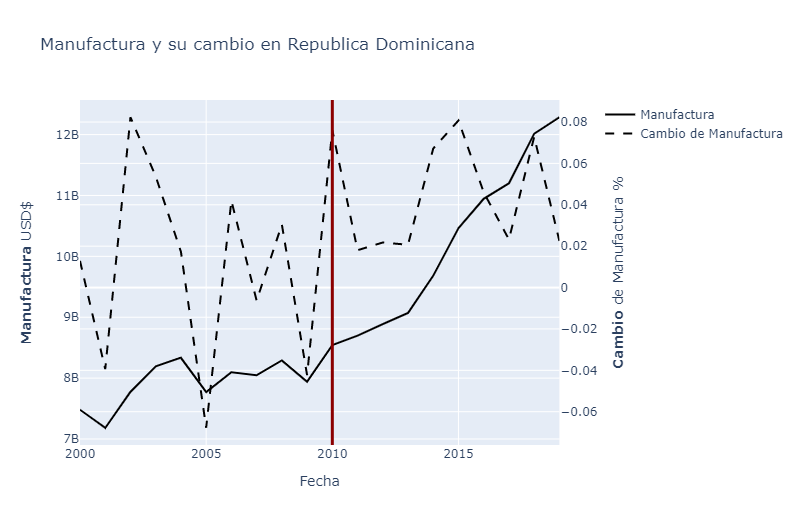 Manufactura y su cambio en Republica Dominicana
Manufactura
Cambio de Manufactura
12B
11B
10B
9B
8B
7B
Manufactura USD$
0.08
0.06
0.04
0.02
0
−0.02
−0.04
−0.06
Cambio de Manufactura %
2000
2005
2010
2015
Fecha